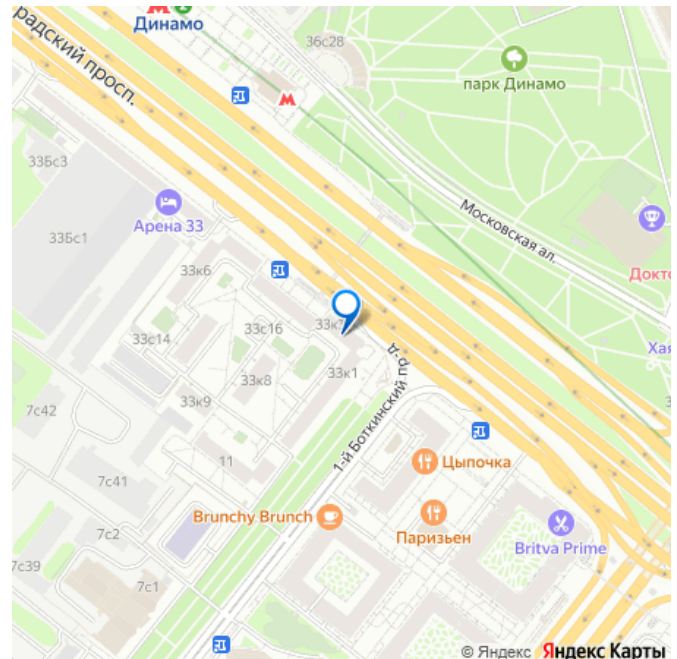 Динамо
36с28
радский просп.
парк Динамо
33Бс3
Московская ал.
Арена 33
33Бс1
Докто
33к6
33с16
33к
33с14
Хая
33к8
33к1
1-й Боткинский пр-д
33к9
7с42
11
Цыпочка
7с41
Brunchy Brunch
Паризьен
7с2
Britva Prime
7с39
7с1
© Яндекс Яндекс Карты